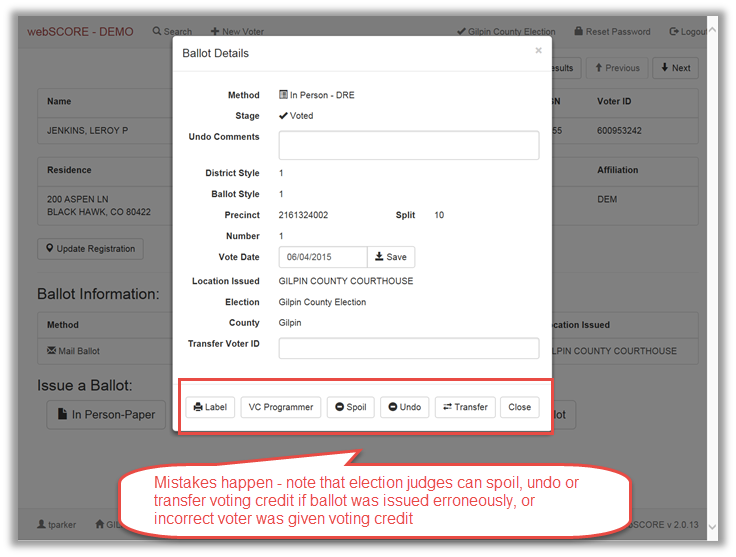 webSCORE - DEMO Search New Voter Gilpin County Election Reset Password Logout
Ballot Details ×
esults Previous Next
Name SN Voter ID
JENKINS, LEROY P 55 600953242
Method In Person - DRE
Stage Voted
Undo Comments
Residence Affiliation
200 ASPEN LN DEM
BLACK HAWK, CO 80422
District Style 1
Ballot Style 1
Precinct 2161324002 Split 10
Number 1
Update Registration
Vote Date 06/04/2015 Save
Location Issued GILPIN COUNTY COURTHOUSE
Ballot Information:
Election Gilpin County Election
County Gilpin
Method ocation Issued
Transfer Voter ID
Mail Ballot LPIN COUNTY COURTHOUSE
Issue a Ballot:
In Person-Paper lot
Label VC Programmer Spoil Undo Transfer Close
Mistakes happen - note that election judges can spoil, undo or
transfer voting credit if ballot was issued erroneously, or
incorrect voter was given voting credit
tparker GIL bSCORE v 2.0.13